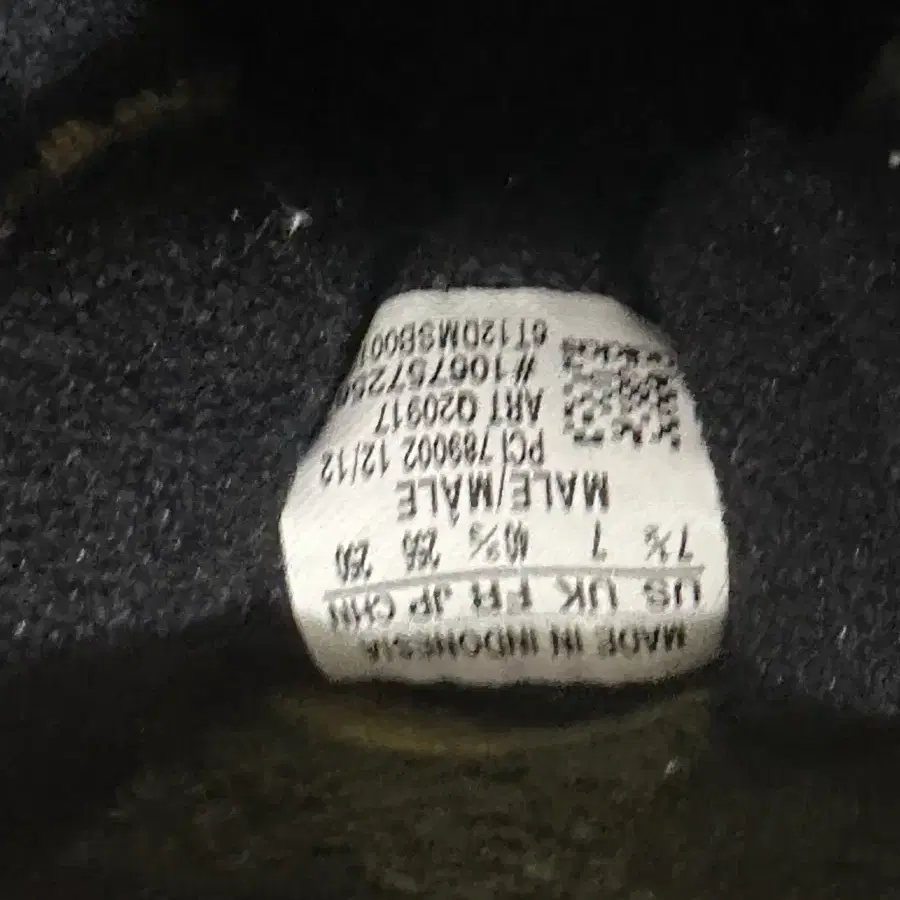 MADE IN INDONESIA
US UK FR JP CHN
7½ 7 40⅔ 255 250
MALE/MÂLE
PCI 789002 12/12
ART Q20917